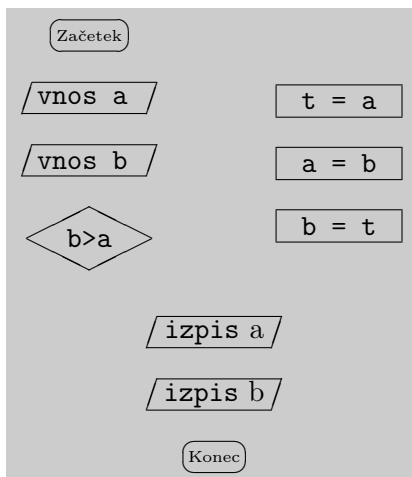 Začetek
vnos a
t = a
vnos b
a = b
b>a
b = t
izpis a
izpis b
Konec